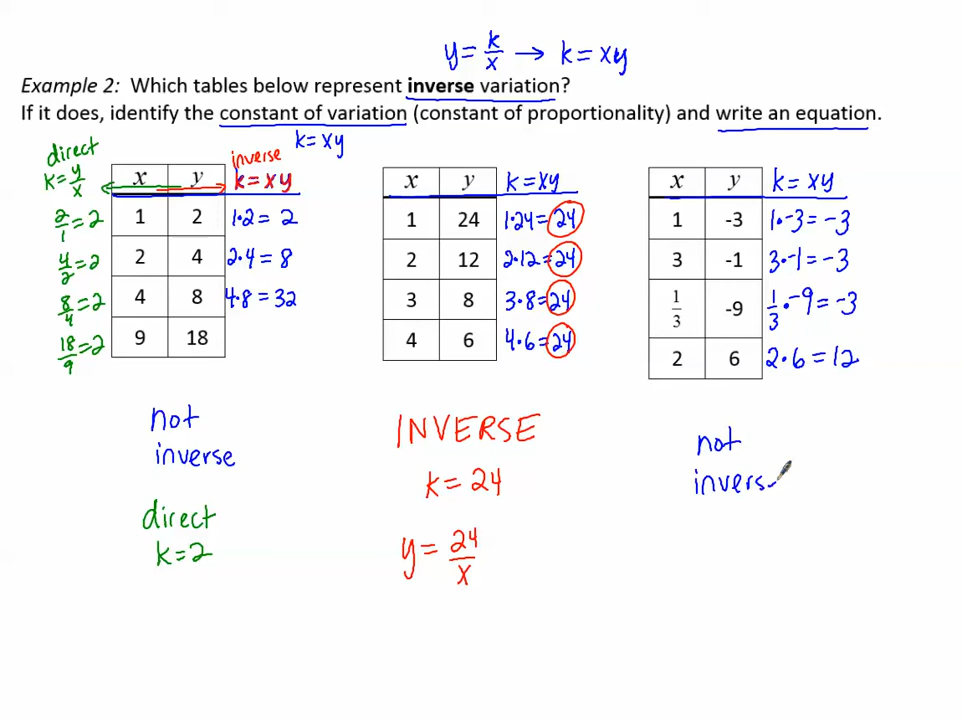 y = k/x → k = xy
Example 2: Which tables below represent inverse variation?
If it does, identify the constant of variation (constant of proportionality) and write an equation.
k = xy
direct
k = y/x
inverse
x y k = xy
2/1 = 2 1 2 1·2 = 2
4/2 = 2 2 4 2·4 = 8
8/4 = 2 4 8 4·8 = 32
18/9 = 2 9 18
not
inverse
direct
k = 2
x y k = xy
1 24 1·24 = 24
2 12 2·12 = 24
3 8 3·8 = 24
4 6 4·6 = 24
INVERSE
k = 24
y = 24/x
x y k = xy
1 -3 1·-3 = -3
3 -1 3·-1 = -3
1/3 -9 1/3·-9 = -3
2 6 2·6 = 12
not
invers